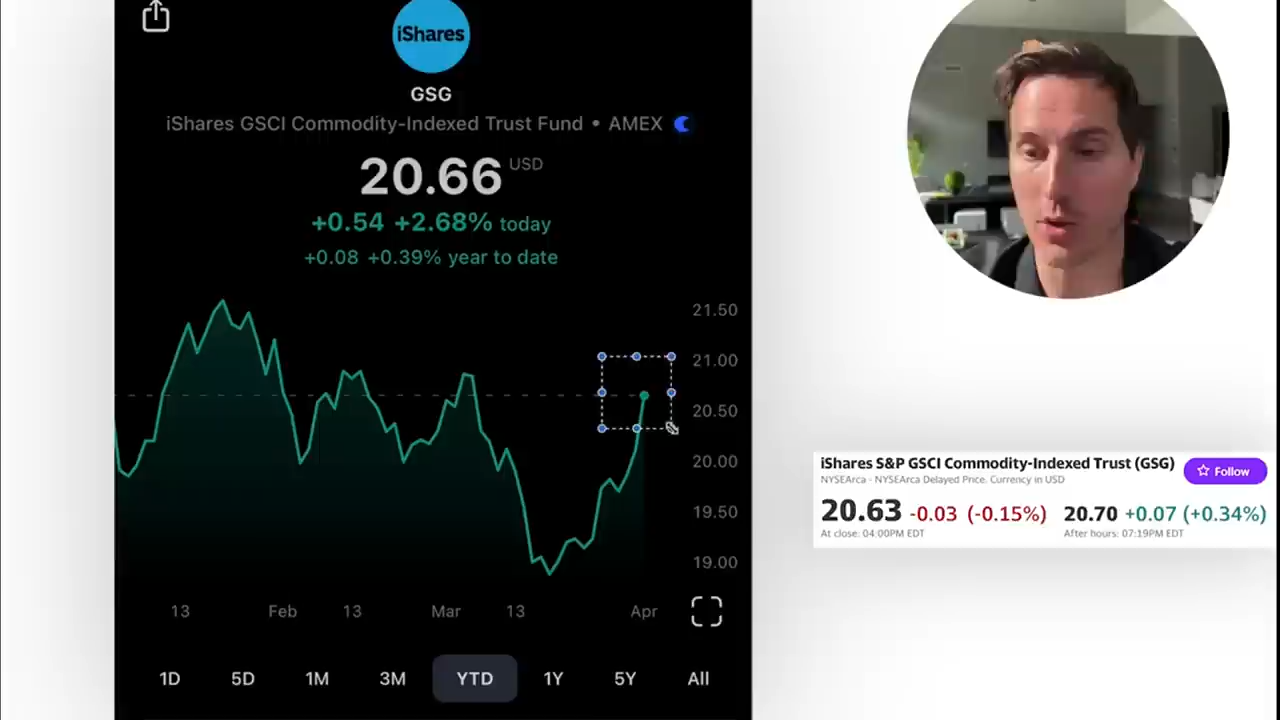 iShares
GSG
iShares GSCI Commodity-Indexed Trust Fund • AMEX
20.66 USD
+0.54 +2.68% today
+0.08 +0.39% year to date
21.50
21.00
20.50
20.00
19.50
19.00
13 Feb 13 Mar 13 Apr
1D 5D 1M 3M YTD 1Y 5Y All
iShares S&P GSCI Commodity-Indexed Trust (GSG) Follow
NYSEArca - NYSEArca Delayed Price. Currency in USD
20.63 -0.03 (-0.15%) 20.70 +0.07 (+0.34%)
At close: 04:00PM EDT After hours: 07:19PM EDT